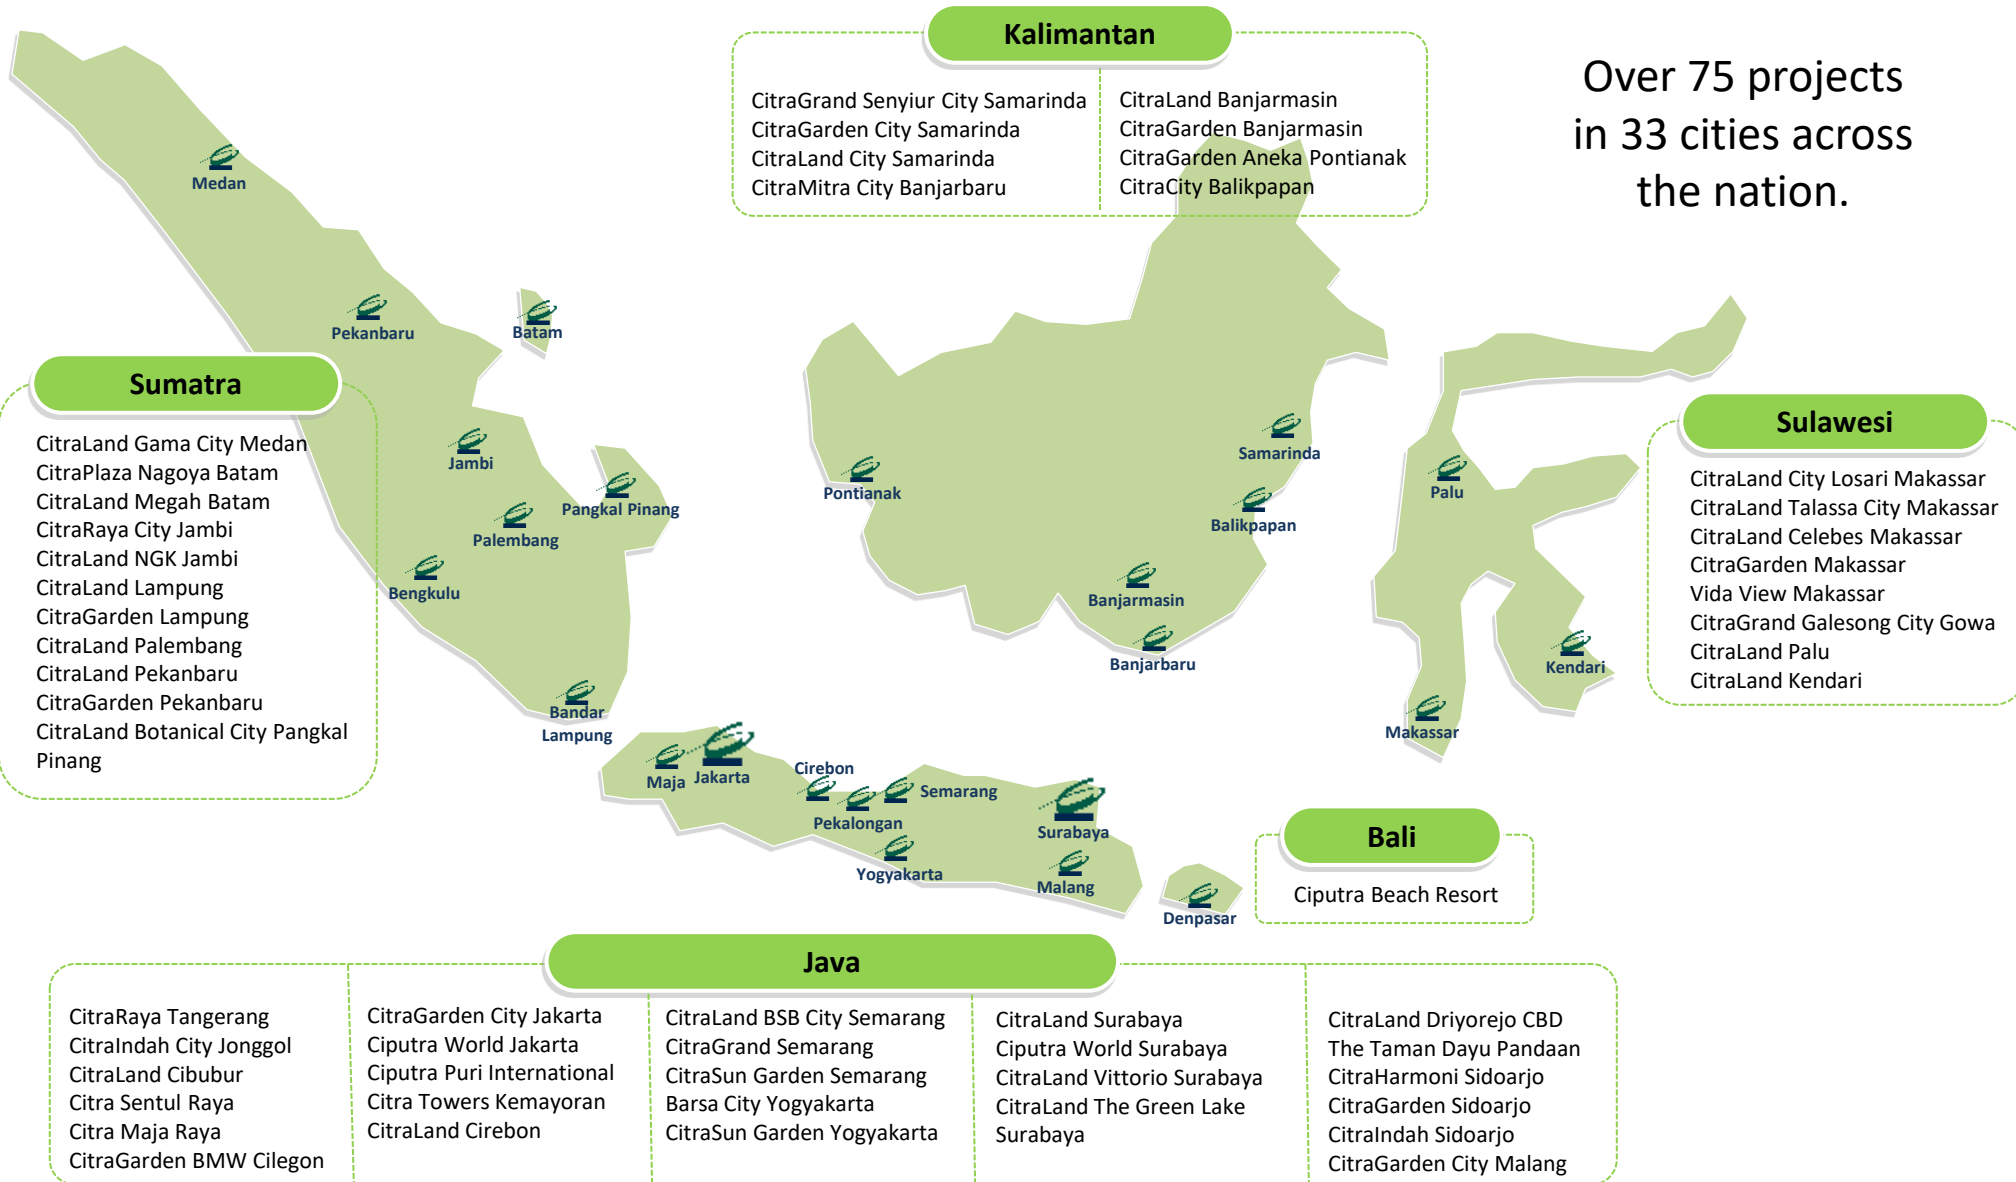 Kalimantan
CitraGrand Senyiur City Samarinda
CitraGarden City Samarinda
CitraLand City Samarinda
CitraMitra City Banjarbaru
CitraLand Banjarmasin
CitraGarden Banjarmasin
CitraGarden Aneka Pontianak
CitraCity Balikpapan
Over 75 projects
in 33 cities across
the nation.
Medan
Pekanbaru
Batam
Jambi
Pangkal Pinang
Palembang
Bengkulu
Bandar
Lampung
Sumatra
CitraLand Gama City Medan
CitraPlaza Nagoya Batam
CitraLand Megah Batam
CitraRaya City Jambi
CitraLand NGK Jambi
CitraLand Lampung
CitraGarden Lampung
CitraLand Palembang
CitraLand Pekanbaru
CitraGarden Pekanbaru
CitraLand Botanical City Pangkal
Pinang
Pontianak
Samarinda
Balikpapan
Banjarmasin
Banjarbaru
Palu
Kendari
Makassar
Sulawesi
CitraLand City Losari Makassar
CitraLand Talassa City Makassar
CitraLand Celebes Makassar
CitraGarden Makassar
Vida View Makassar
CitraGrand Galesong City Gowa
CitraLand Palu
CitraLand Kendari
Maja
Jakarta
Cirebon
Pekalongan
Semarang
Yogyakarta
Surabaya
Malang
Denpasar
Bali
Ciputra Beach Resort
Java
CitraRaya Tangerang
CitraIndah City Jonggol
CitraLand Cibubur
Citra Sentul Raya
Citra Maja Raya
CitraGarden BMW Cilegon
CitraGarden City Jakarta
Ciputra World Jakarta
Ciputra Puri International
Citra Towers Kemayoran
CitraLand Cirebon
CitraLand BSB City Semarang
CitraGrand Semarang
CitraSun Garden Semarang
Barsa City Yogyakarta
CitraSun Garden Yogyakarta
CitraLand Surabaya
Ciputra World Surabaya
CitraLand Vittorio Surabaya
CitraLand The Green Lake
Surabaya
CitraLand Driyorejo CBD
The Taman Dayu Pandaan
CitraHarmoni Sidoarjo
CitraGarden Sidoarjo
CitraIndah Sidoarjo
CitraGarden City Malang